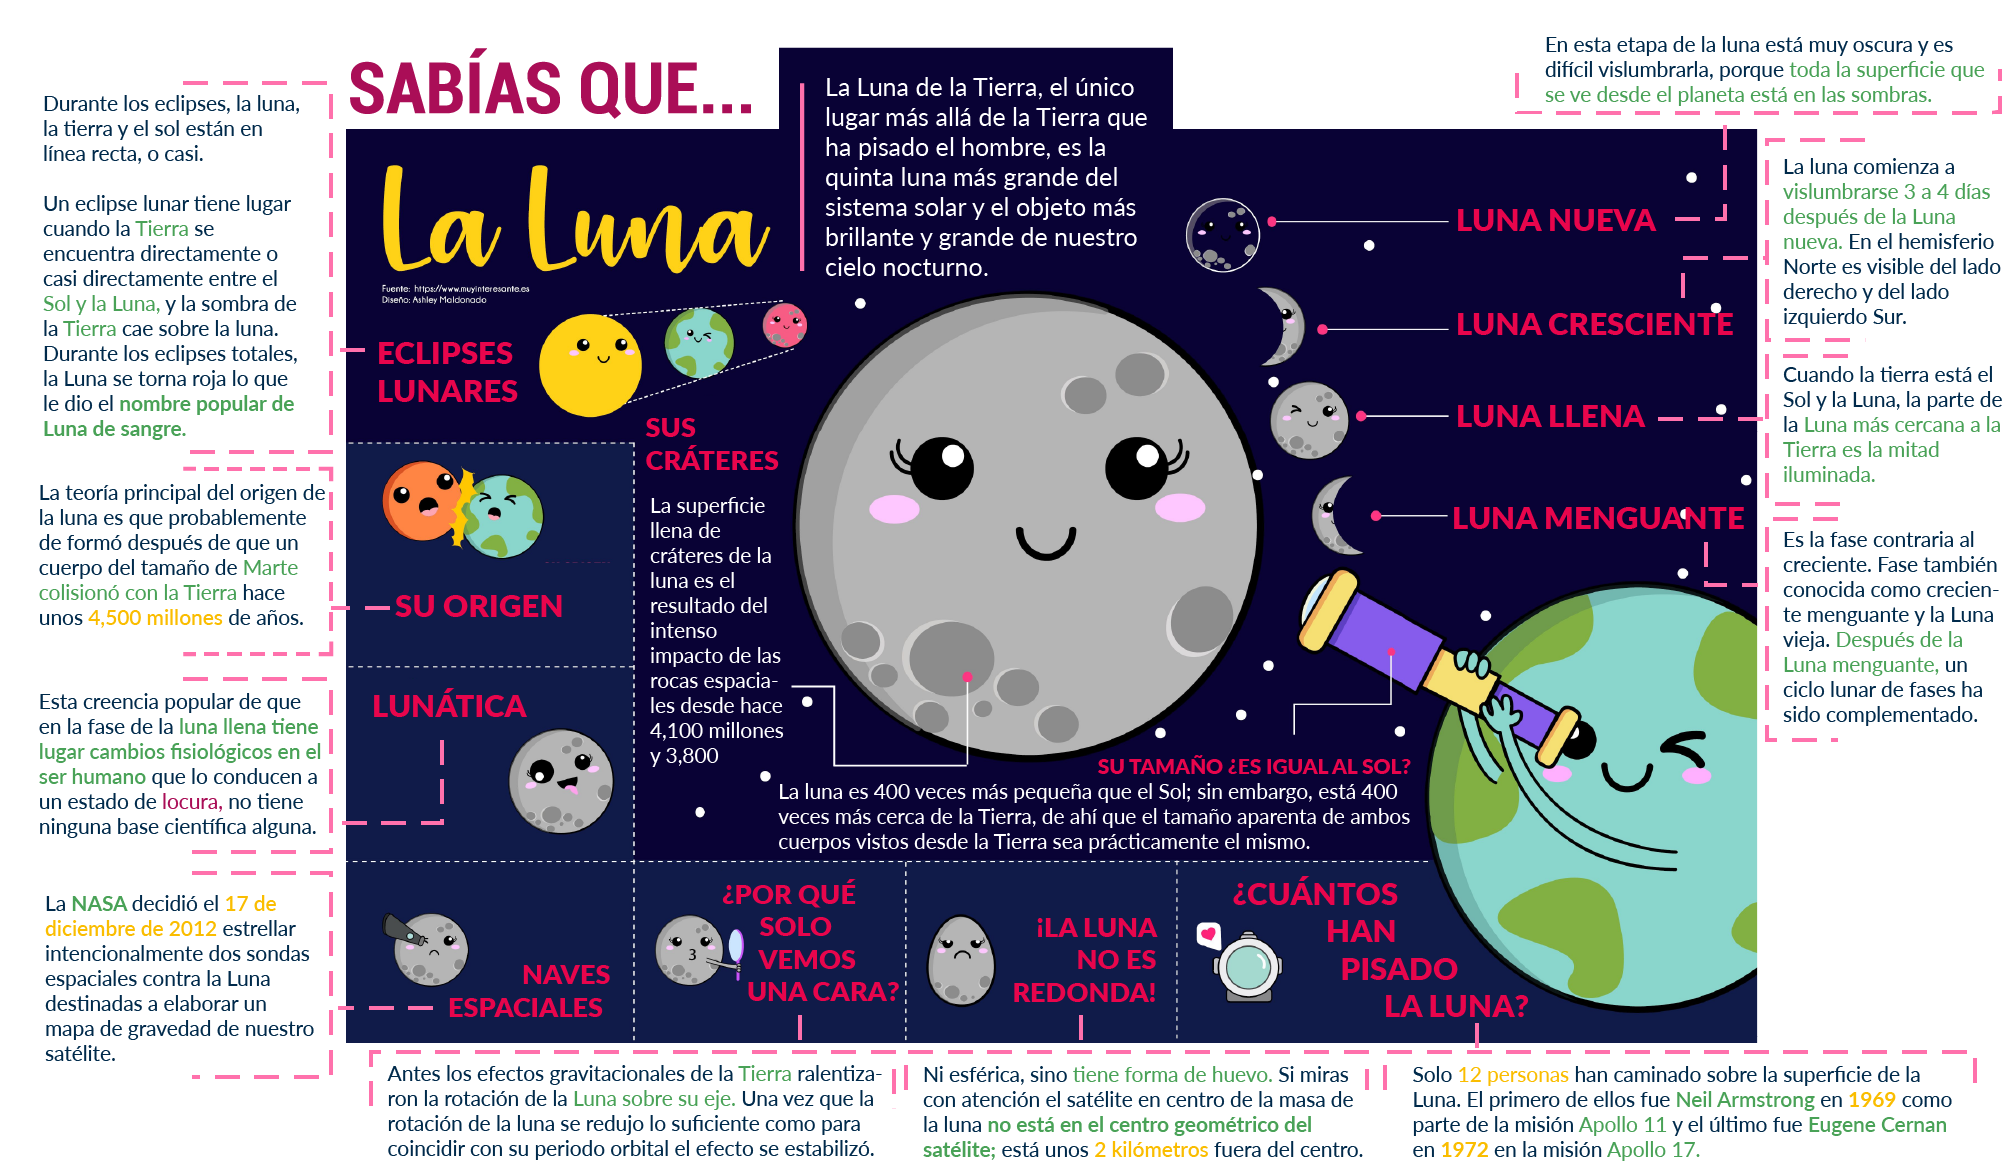 SABÍAS QUE...
La Luna de la Tierra, el único
lugar más allá de la Tierra que
ha pisado el hombre, es la
quinta luna más grande del
sistema solar y el objeto más
brillante y grande de nuestro
cielo nocturno.
La Luna
Fuente: https://www.muyinteresante.es
Diseño: Ashley Maldonado
ECLIPSES
LUNARES
Durante los eclipses, la luna,
la tierra y el sol están en
línea recta, o casi.
Un eclipse lunar tiene lugar
cuando la Tierra se
encuentra directamente o
casi directamente entre el
Sol y la Luna, y la sombra de
la Tierra cae sobre la luna.
Durante los eclipses totales,
la Luna se torna roja lo que
le dio el nombre popular de
Luna de sangre.
SU ORIGEN
La teoría principal del origen de
la luna es que probablemente
de formó después de que un
cuerpo del tamaño de Marte
colisionó con la Tierra hace
unos 4,500 millones de años.
LUNÁTICA
Esta creencia popular de que
en la fase de la luna llena tiene
lugar cambios fisiológicos en el
ser humano que lo conducen a
un estado de locura, no tiene
ninguna base científica alguna.
NAVES
ESPACIALES
La NASA decidió el 17 de
diciembre de 2012 estrellar
intencionalmente dos sondas
espaciales contra la Luna
destinadas a elaborar un
mapa de gravedad de nuestro
satélite.
SUS
CRÁTERES
La superficie
llena de
cráteres de la
luna es el
resultado del
intenso
impacto de las
rocas espacia-
les desde hace
4,100 millones
y 3,800
LUNA NUEVA
En esta etapa de la luna está muy oscura y es
difícil vislumbrarla, porque toda la superficie que
se ve desde el planeta está en las sombras.
LUNA CRESCIENTE
La luna comienza a
vislumbrarse 3 a 4 días
después de la Luna
nueva. En el hemisferio
Norte es visible del lado
derecho y del lado
izquierdo Sur.
LUNA LLENA
Cuando la tierra está el
Sol y la Luna, la parte de
la Luna más cercana a la
Tierra es la mitad
iluminada.
LUNA MENGUANTE
Es la fase contraria al
creciente. Fase también
conocida como crecien-
te menguante y la Luna
vieja. Después de la
Luna menguante, un
ciclo lunar de fases ha
sido complementado.
SU TAMAÑO ¿ES IGUAL AL SOL?
La luna es 400 veces más pequeña que el Sol; sin embargo, está 400
veces más cerca de la Tierra, de ahí que el tamaño aparenta de ambos
cuerpos vistos desde la Tierra sea prácticamente el mismo.
¿POR QUÉ
SOLO
VEMOS
UNA CARA?
Antes los efectos gravitacionales de la Tierra ralentiza-
ron la rotación de la Luna sobre su eje. Una vez que la
rotación de la luna se redujo lo suficiente como para
coincidir con su periodo orbital el efecto se estabilizó.
¡LA LUNA
NO ES
REDONDA!
Ni esférica, sino tiene forma de huevo. Si miras
con atención el satélite en centro de la masa de
la luna no está en el centro geométrico del
satélite; está unos 2 kilómetros fuera del centro.
¿CUÁNTOS
HAN
PISADO
LA LUNA?
Solo 12 personas han caminado sobre la superficie de la
Luna. El primero de ellos fue Neil Armstrong en 1969 como
parte de la misión Apollo 11 y el último fue Eugene Cernan
en 1972 en la misión Apollo 17.